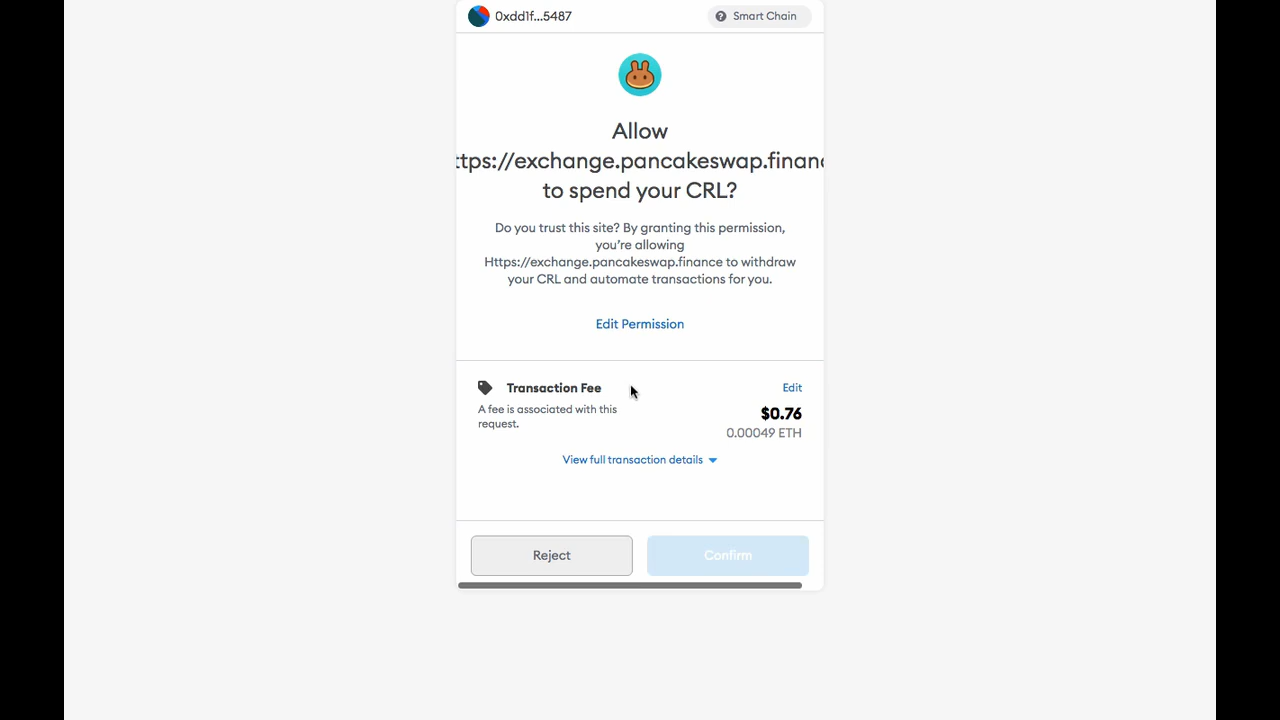 0xdd1f...5487
Smart Chain
Allow
ttps://exchange.pancakeswap.financ
to spend your CRL?
Do you trust this site? By granting this permission,
you're allowing
Https://exchange.pancakeswap.finance to withdraw
your CRL and automate transactions for you.
Edit Permission
Transaction Fee
Edit
A fee is associated with this
request.
$0.76
0.00049 ETH
View full transaction details
Reject
Confirm